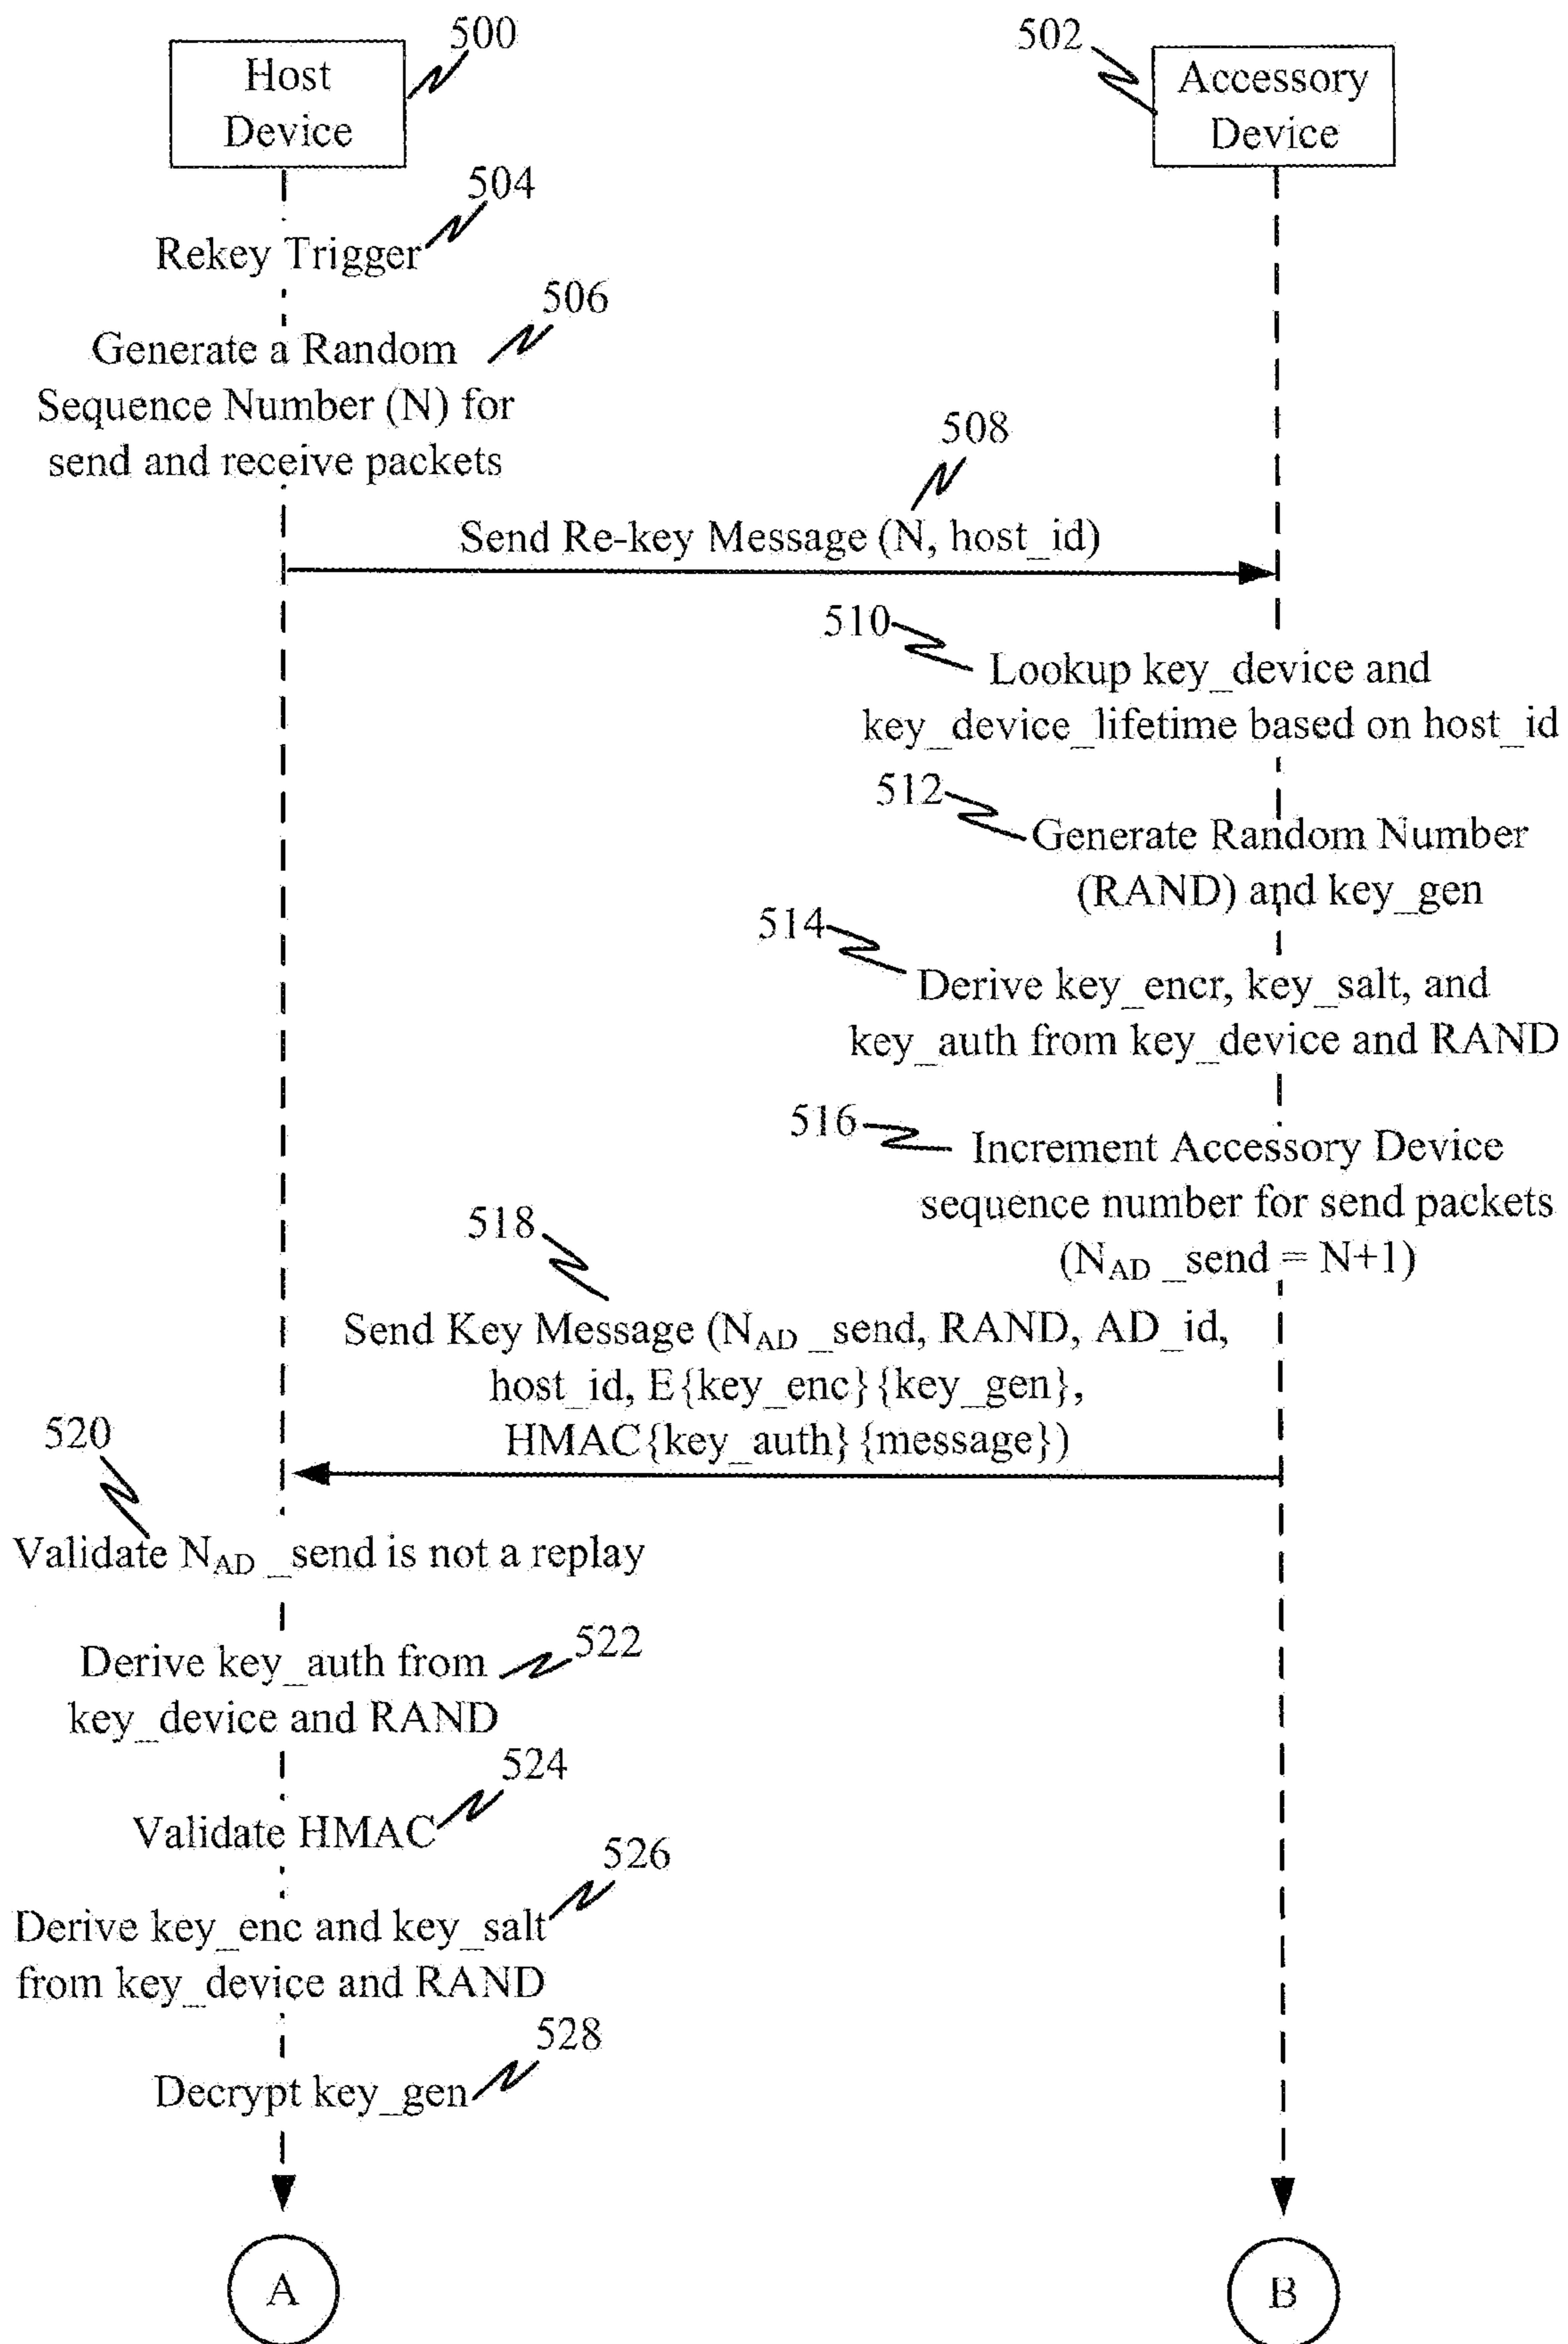 500
Host
Device
502
Accessory
Device
504
Rekey Trigger
506
Generate a Random
Sequence Number (N) for
send and receive packets
508
Send Re-key Message (N, host_id)
510
Lookup key_device and
key_device_lifetime based on host_id
512
Generate Random Number
(RAND) and key_gen
514
Derive key_encr, key_salt, and
key_auth from key_device and RAND
516
Increment Accessory Device
sequence number for send packets
(NAD _send = N+1)
518
Send Key Message (NAD _send, RAND, AD_id,
host_id, E{key_enc}{key_gen},
HMAC{key_auth}{message})
520
Validate NAD _send is not a replay
522
Derive key_auth from
key_device and RAND
524
Validate HMAC
526
Derive key_enc and key_salt
from key_device and RAND
528
Decrypt key_gen
A
B